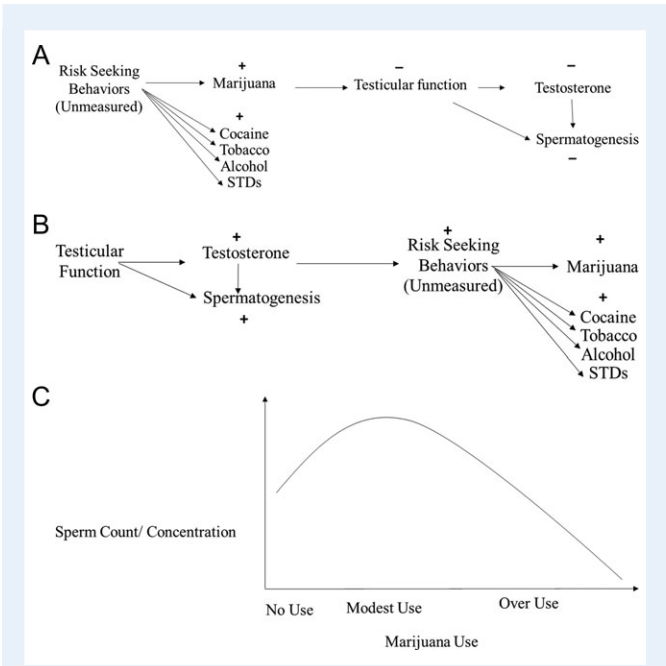 A
Risk Seeking
Behaviors
(Unmeasured)
+
Marijuana
+
Cocaine
Tobacco
Alcohol
STDs
–
Testicular function
–
Testosterone
Spermatogenesis
–
B
Testicular
Function
+
Testosterone
Spermatogenesis
+
+
Risk Seeking
Behaviors
(Unmeasured)
+
Marijuana
+
Cocaine
Tobacco
Alcohol
STDs
C
Sperm Count/ Concentration
No Use Modest Use Over Use
Marijuana Use